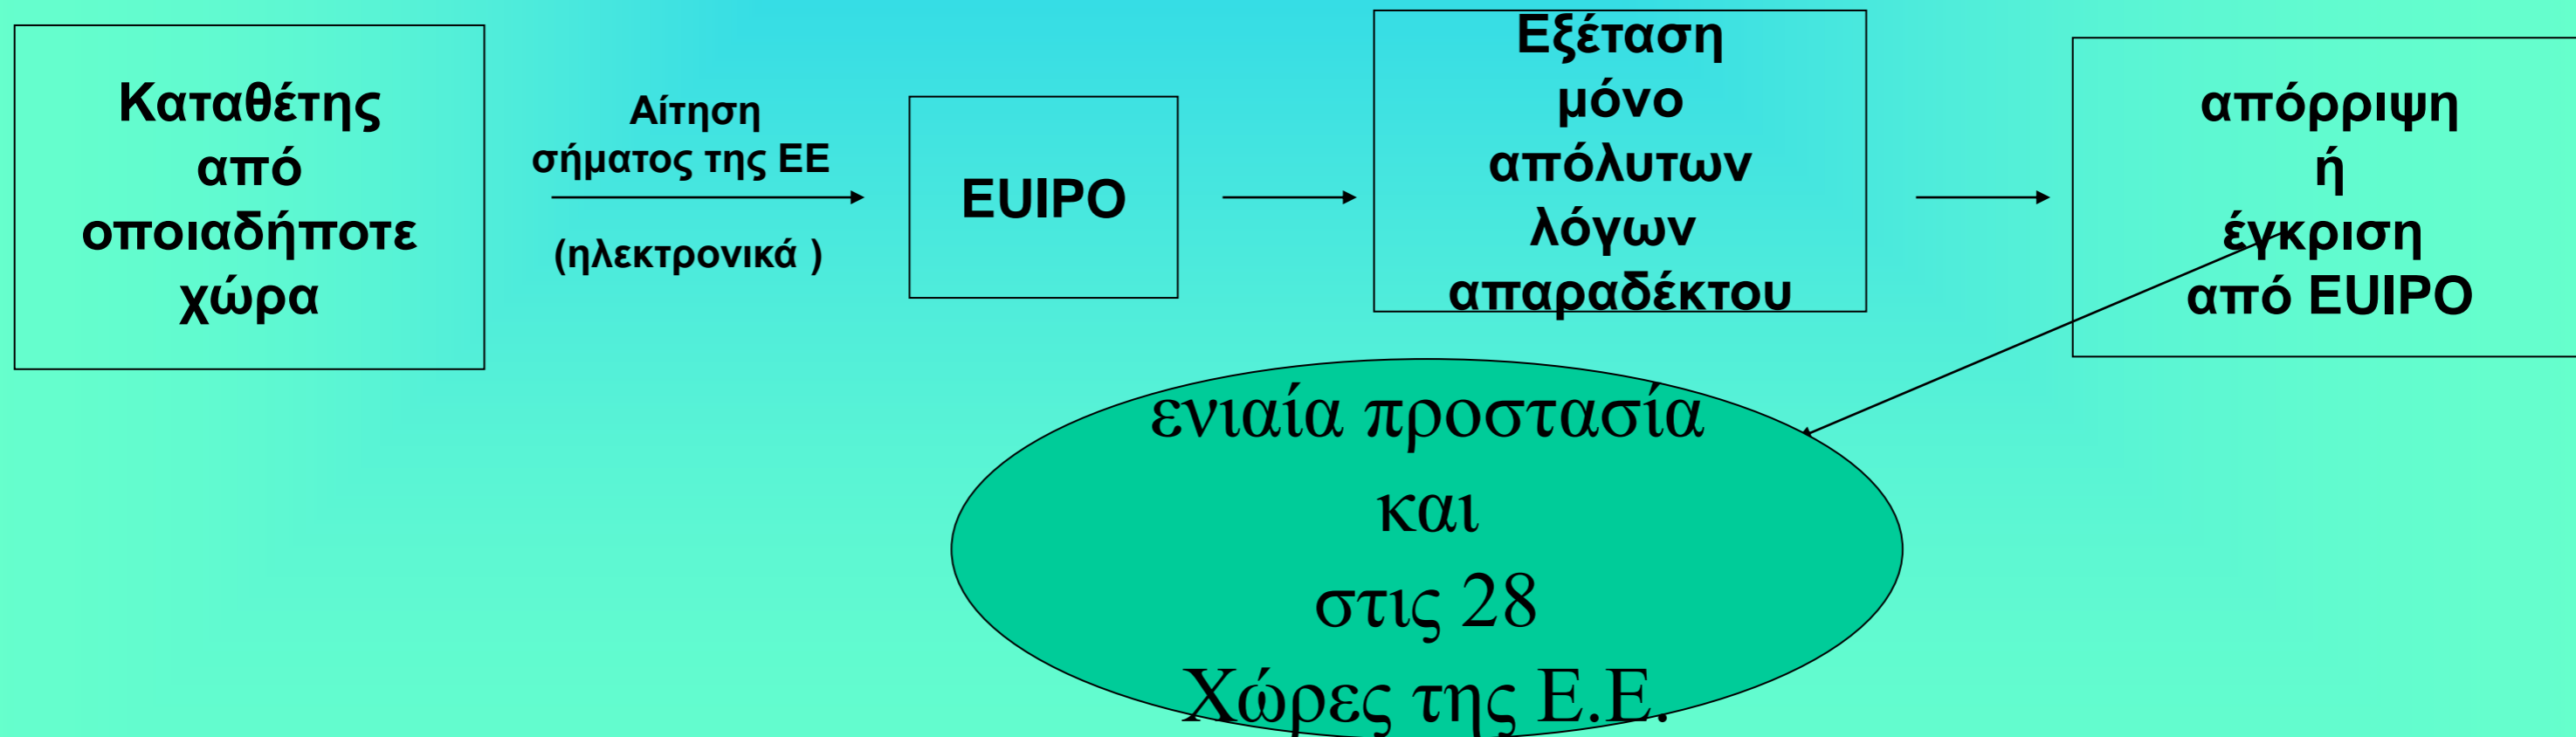 Καταθέτης
από
οποιαδήποτε
χώρα
Αίτηση
σήματος της ΕΕ
(ηλεκτρονικά )
EUIPO
Εξέταση
μόνο
απόλυτων
λόγων
απαραδέκτου
απόρριψη
ή
έγκριση
από EUIPO
ενιαία προστασία
και
στις 28
Χώρες της Ε.Ε.